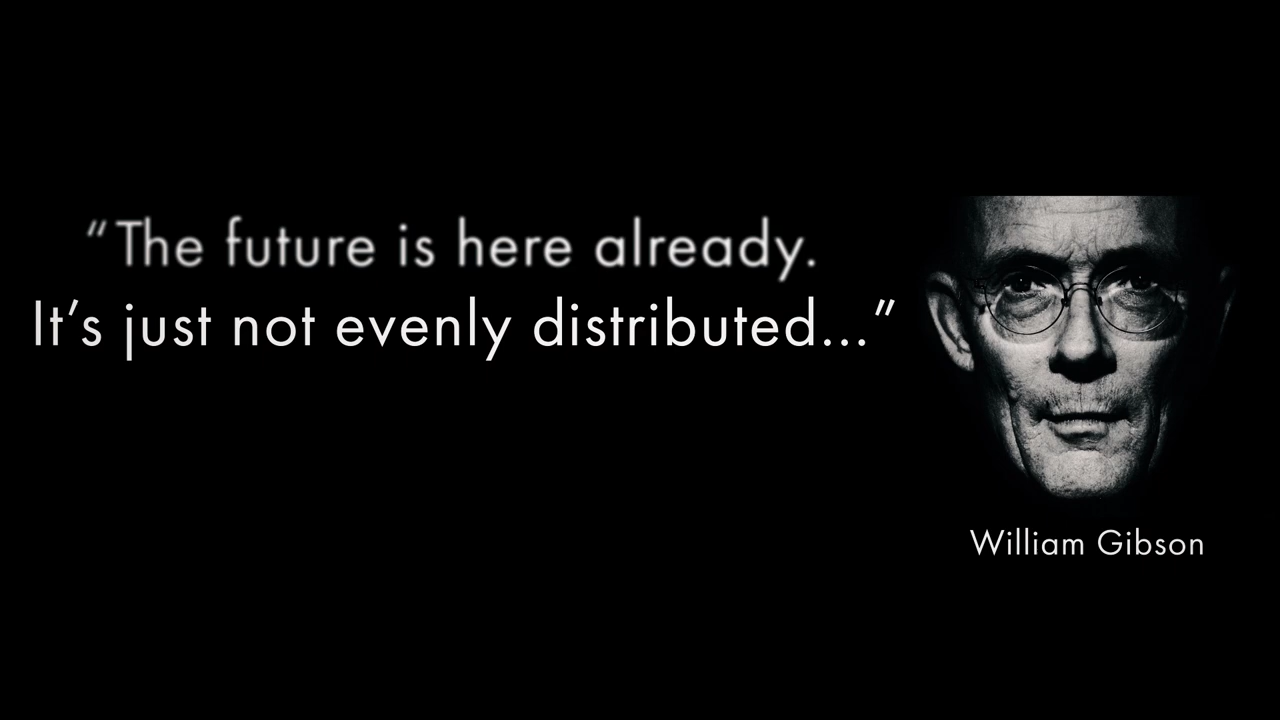 “The future is here already.
It’s just not evenly distributed...”
William Gibson